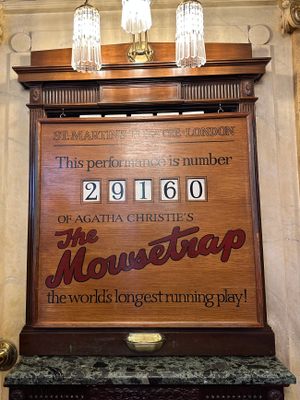 ST. MARTIN'S THEATRE · LONDON
This performance is number
29160
OF AGATHA CHRISTIE'S
The
Mousetrap
the world's longest running play!